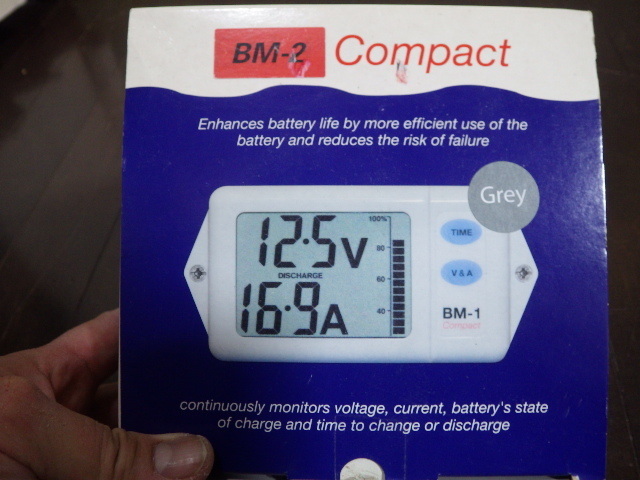 BM-2 Compact
Enhances battery life by more efficient use of the
battery and reduces the risk of failure
Grey
12.5V
DISCHARGE
16.9A
100%
80
60
40
TIME
V & A
BM-1
Compact
continuously monitors voltage, current, battery's state
of charge and time to change or discharge